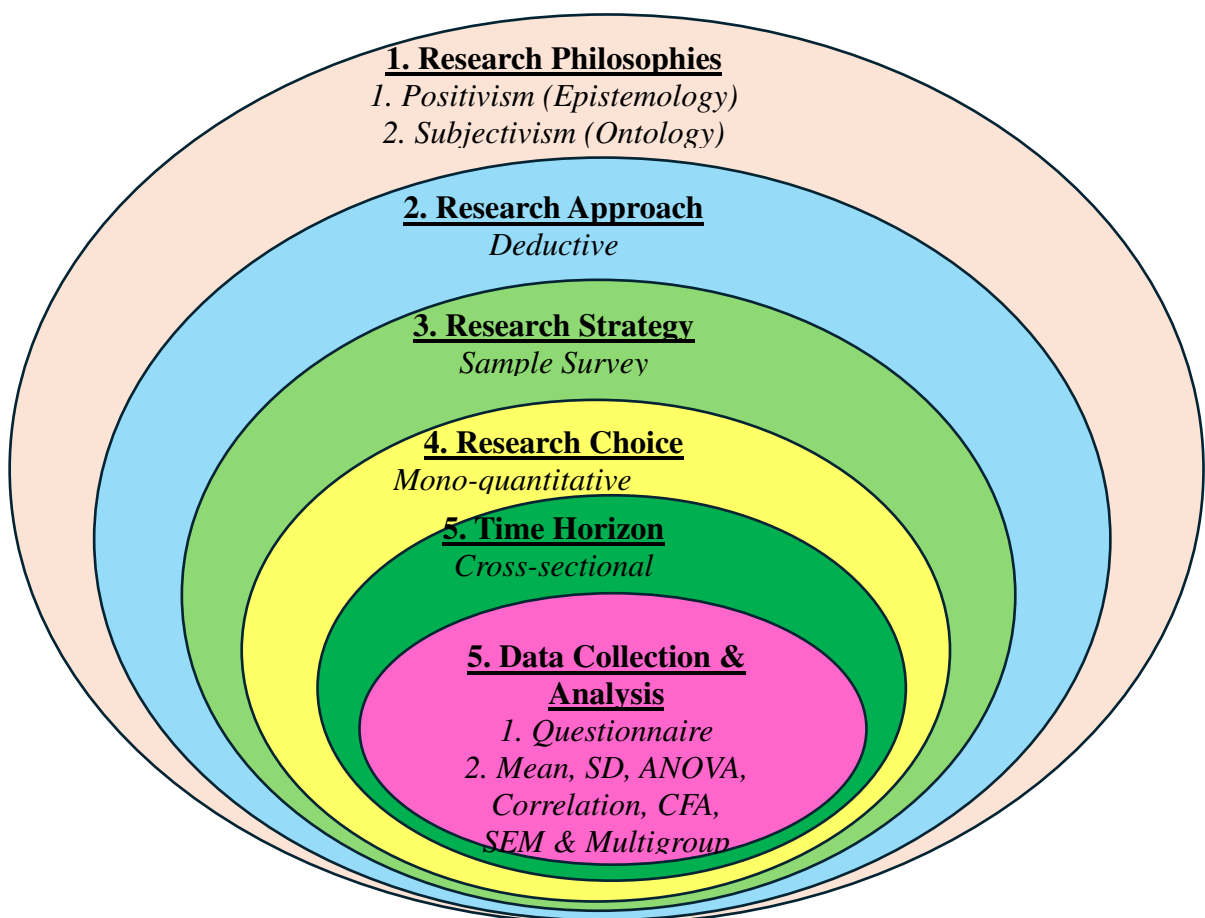 1. Research Philosophies
1. Positivism (Epistemology)
2. Subjectivism (Ontology)
2. Research Approach
Deductive
3. Research Strategy
Sample Survey
4. Research Choice
Mono-quantitative
5. Time Horizon
Cross-sectional
5. Data Collection &
Analysis
1. Questionnaire
2. Mean, SD, ANOVA,
Correlation, CFA,
SEM & Multigroup